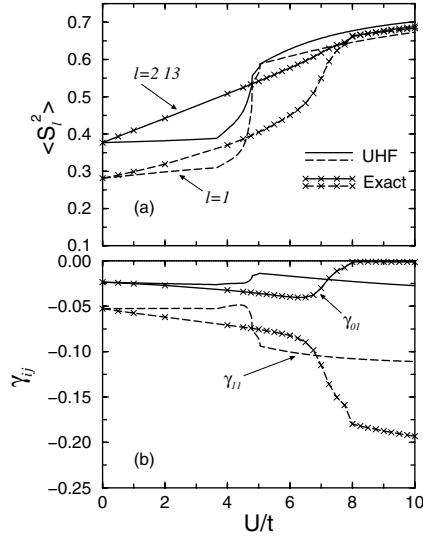 0.7
0.6
0.5
0.4
0.3
0.2
0.1
<S_l^2>
l=2 13
l=1
UHF
Exact
(a)
0.00
−0.05
−0.10
−0.15
−0.20
−0.25
γ_ij
γ_01
γ_11
(b)
0 2 4 6 8 10
U/t